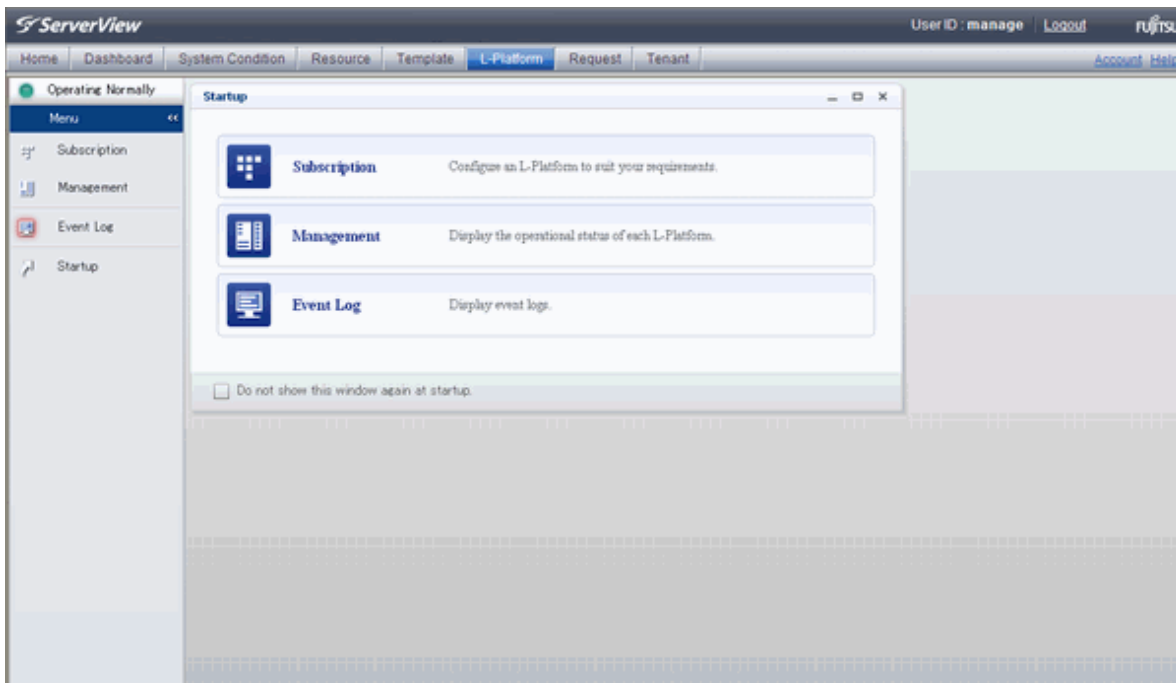 ServerView User ID : manage Logout FUJITSU
Home Dashboard System Condition Resource Template L-Platform Request Tenant Account Help
Operating Normally
Menu <<
Subscription
Management
Event Log
Startup
Startup
Subscription Configure an L-Platform to suit your requirements.
Management Display the operational status of each L-Platform.
Event Log Display event logs.
Do not show this window again at startup.